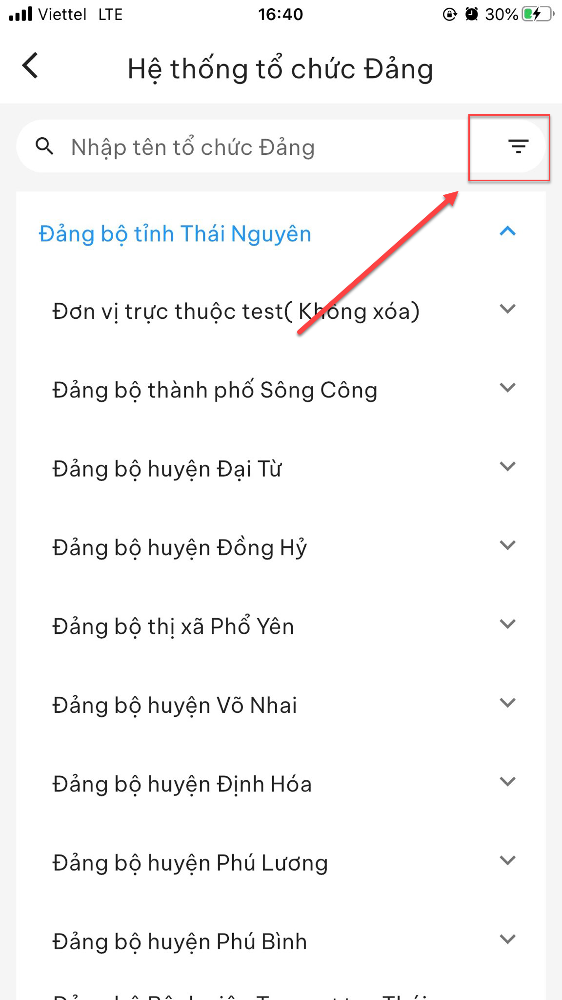 Viettel LTE 16:40 30%
Hệ thống tổ chức Đảng
Nhập tên tổ chức Đảng
Đảng bộ tỉnh Thái Nguyên
Đơn vị trực thuộc test( Không xóa)
Đảng bộ thành phố Sông Công
Đảng bộ huyện Đại Từ
Đảng bộ huyện Đồng Hỷ
Đảng bộ thị xã Phổ Yên
Đảng bộ huyện Võ Nhai
Đảng bộ huyện Định Hóa
Đảng bộ huyện Phú Lương
Đảng bộ huyện Phú Bình